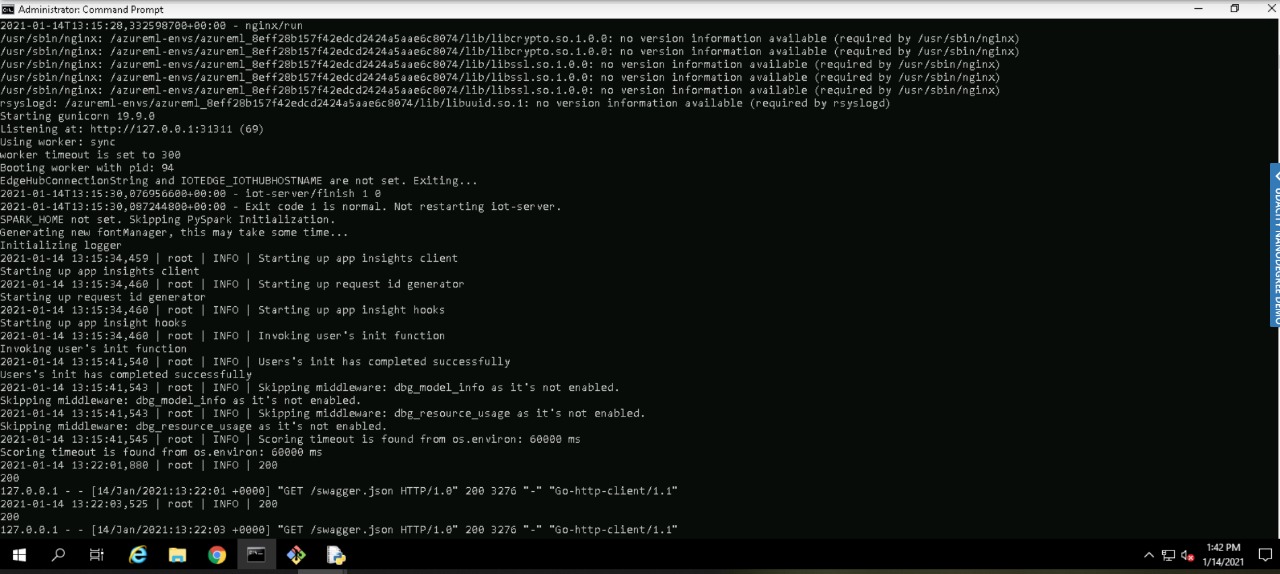 Administrator: Command Prompt
2021-01-14T13:15:28,332598700+00:00 - nginx/run
/usr/sbin/nginx: /azureml-envs/azureml_8eff28b157f42edcd2424a5aae6c8074/lib/libcrypto.so.1.0.0: no version information available (required by /usr/sbin/nginx)
/usr/sbin/nginx: /azureml-envs/azureml_8eff28b157f42edcd2424a5aae6c8074/lib/libcrypto.so.1.0.0: no version information available (required by /usr/sbin/nginx)
/usr/sbin/nginx: /azureml-envs/azureml_8eff28b157f42edcd2424a5aae6c8074/lib/libssl.so.1.0.0: no version information available (required by /usr/sbin/nginx)
/usr/sbin/nginx: /azureml-envs/azureml_8eff28b157f42edcd2424a5aae6c8074/lib/libssl.so.1.0.0: no version information available (required by /usr/sbin/nginx)
/usr/sbin/nginx: /azureml-envs/azureml_8eff28b157f42edcd2424a5aae6c8074/lib/libssl.so.1.0.0: no version information available (required by /usr/sbin/nginx)
rsyslogd: /azureml-envs/azureml_8eff28b157f42edcd2424a5aae6c8074/lib/libuuid.so.1: no version information available (required by rsyslogd)
Starting gunicorn 19.9.0
Listening at: http://127.0.0.1:31311 (69)
Using worker: sync
worker timeout is set to 300
Booting worker with pid: 94
EdgeHubConnectionString and IOTEDGE_IOTHUBHOSTNAME are not set. Exiting...
2021-01-14T13:15:30,076956600+00:00 - iot-server/finish 1 0
2021-01-14T13:15:30,087244800+00:00 - Exit code 1 is normal. Not restarting iot-server.
SPARK_HOME not set. Skipping PySpark Initialization.
Generating new fontManager, this may take some time...
Initializing logger
2021-01-14 13:15:34,459 | root | INFO | Starting up app insights client
Starting up app insights client
2021-01-14 13:15:34,460 | root | INFO | Starting up request id generator
Starting up request id generator
2021-01-14 13:15:34,460 | root | INFO | Starting up app insight hooks
Starting up app insight hooks
2021-01-14 13:15:34,460 | root | INFO | Invoking user's init function
Invoking user's init function
2021-01-14 13:15:41,540 | root | INFO | Users's init has completed successfully
Users's init has completed successfully
2021-01-14 13:15:41,543 | root | INFO | Skipping middleware: dbg_model_info as it's not enabled.
Skipping middleware: dbg_model_info as it's not enabled.
2021-01-14 13:15:41,543 | root | INFO | Skipping middleware: dbg_resource_usage as it's not enabled.
Skipping middleware: dbg_resource_usage as it's not enabled.
2021-01-14 13:15:41,545 | root | INFO | Scoring timeout is found from os.environ: 60000 ms
Scoring timeout is found from os.environ: 60000 ms
2021-01-14 13:22:01,880 | root | INFO | 200
200
127.0.0.1 - - [14/Jan/2021:13:22:01 +0000] "GET /swagger.json HTTP/1.0" 200 3276 "-" "Go-http-client/1.1"
2021-01-14 13:22:03,525 | root | INFO | 200
200
127.0.0.1 - - [14/Jan/2021:13:22:03 +0000] "GET /swagger.json HTTP/1.0" 200 3276 "-" "Go-http-client/1.1"
UDACITY NANODEGREE DEMO
1:42 PM
1/14/2021